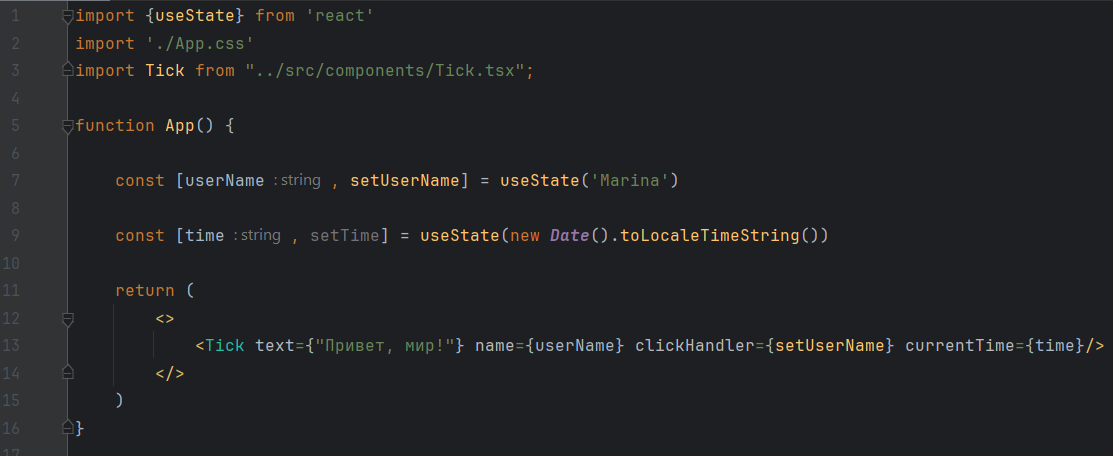 1 import {useState} from 'react'
2 import './App.css'
3 import Tick from "../src/components/Tick.tsx";
4
5 function App() {
6
7 const [userName : string , setUserName] = useState('Marina')
8
9 const [time : string , setTime] = useState(new Date().toLocaleTimeString())
10
11 return (
12 <>
13 <Tick text={"Привет, мир!"} name={userName} clickHandler={setUserName} currentTime={time}/>
14 </>
15 )
16 }
17